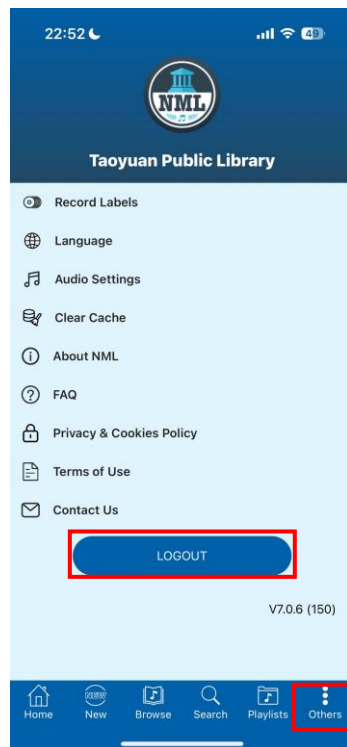 22:52
49
NML
Taoyuan Public Library
Record Labels
Language
Audio Settings
Clear Cache
About NML
FAQ
Privacy & Cookies Policy
Terms of Use
Contact Us
LOGOUT
V7.0.6 (150)
NEW
Home New Browse Search Playlists Others